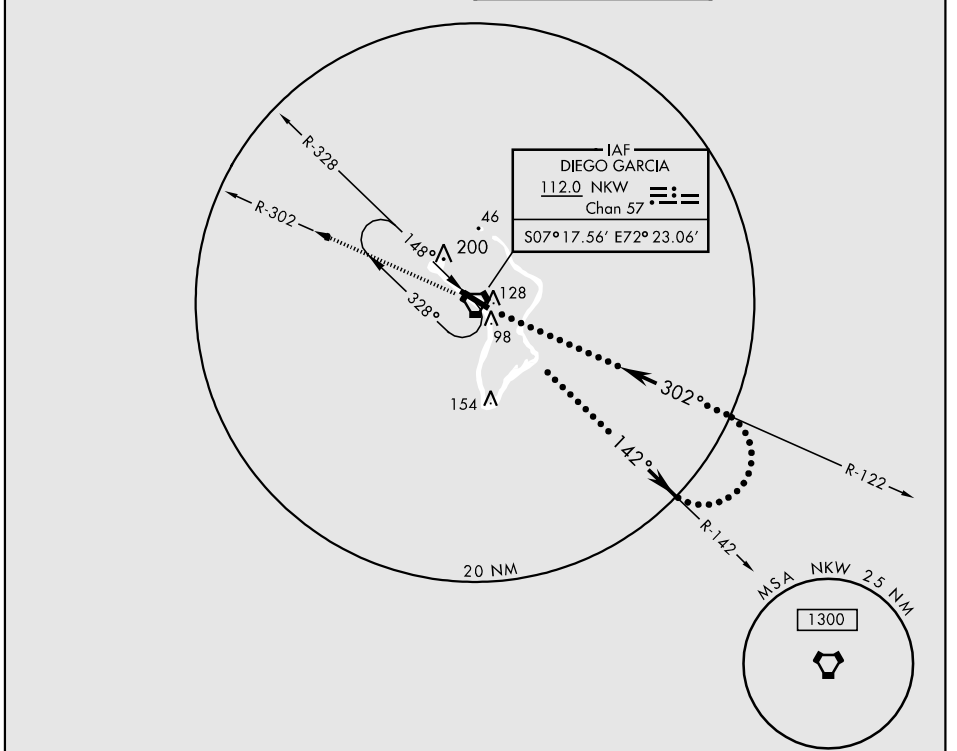 R-328
R-302
148°
328°
IAF
DIEGO GARCIA
112.0 NKW
Chan 57
S07° 17.56' E72° 23.06'
46
200
128
98
154
302°
142°
R-122
R-142
20 NM
MSA NKW 25 NM
1300